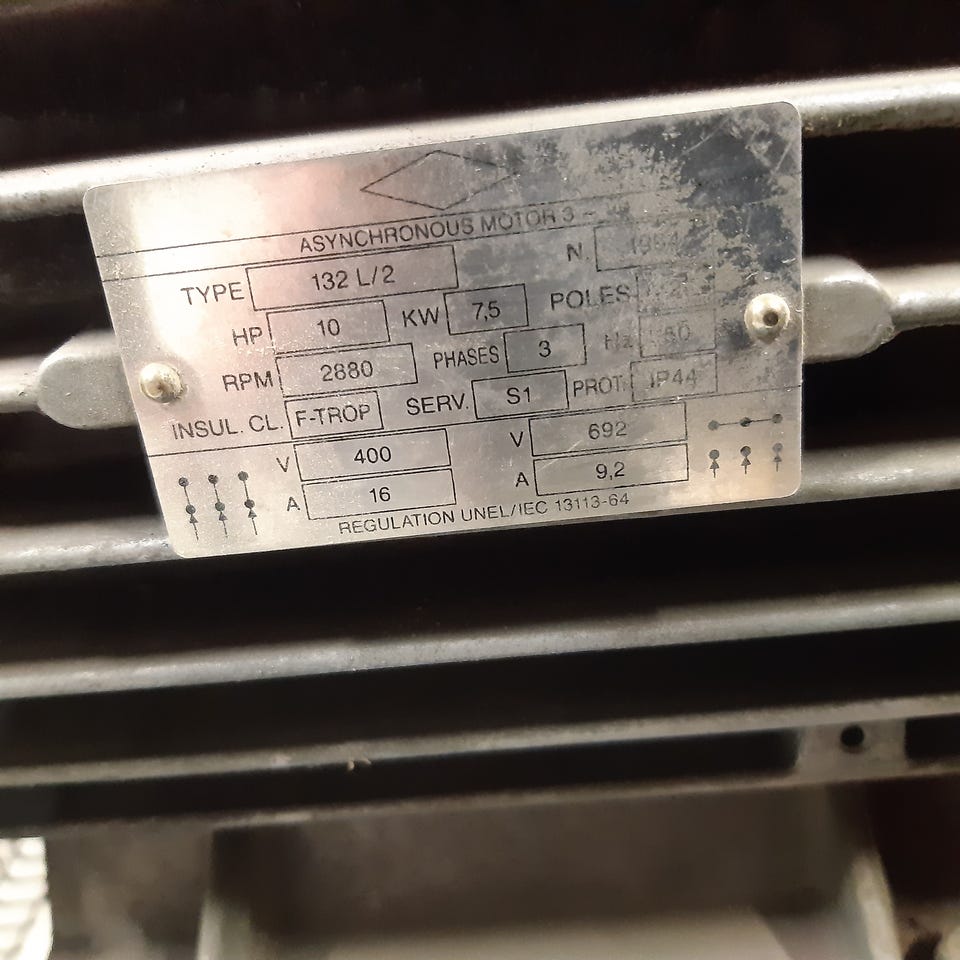 ASYNCHRONOUS MOTOR 3 ~
TYPE 132 L/2 N.
HP 10 KW 7,5 POLES
RPM 2880 PHASES 3 Hz
INSUL. CL. F-TROP SERV. S1 PROT. IP44
V 400 V 692
A 16 A 9,2
REGULATION UNEL/IEC 13113-64